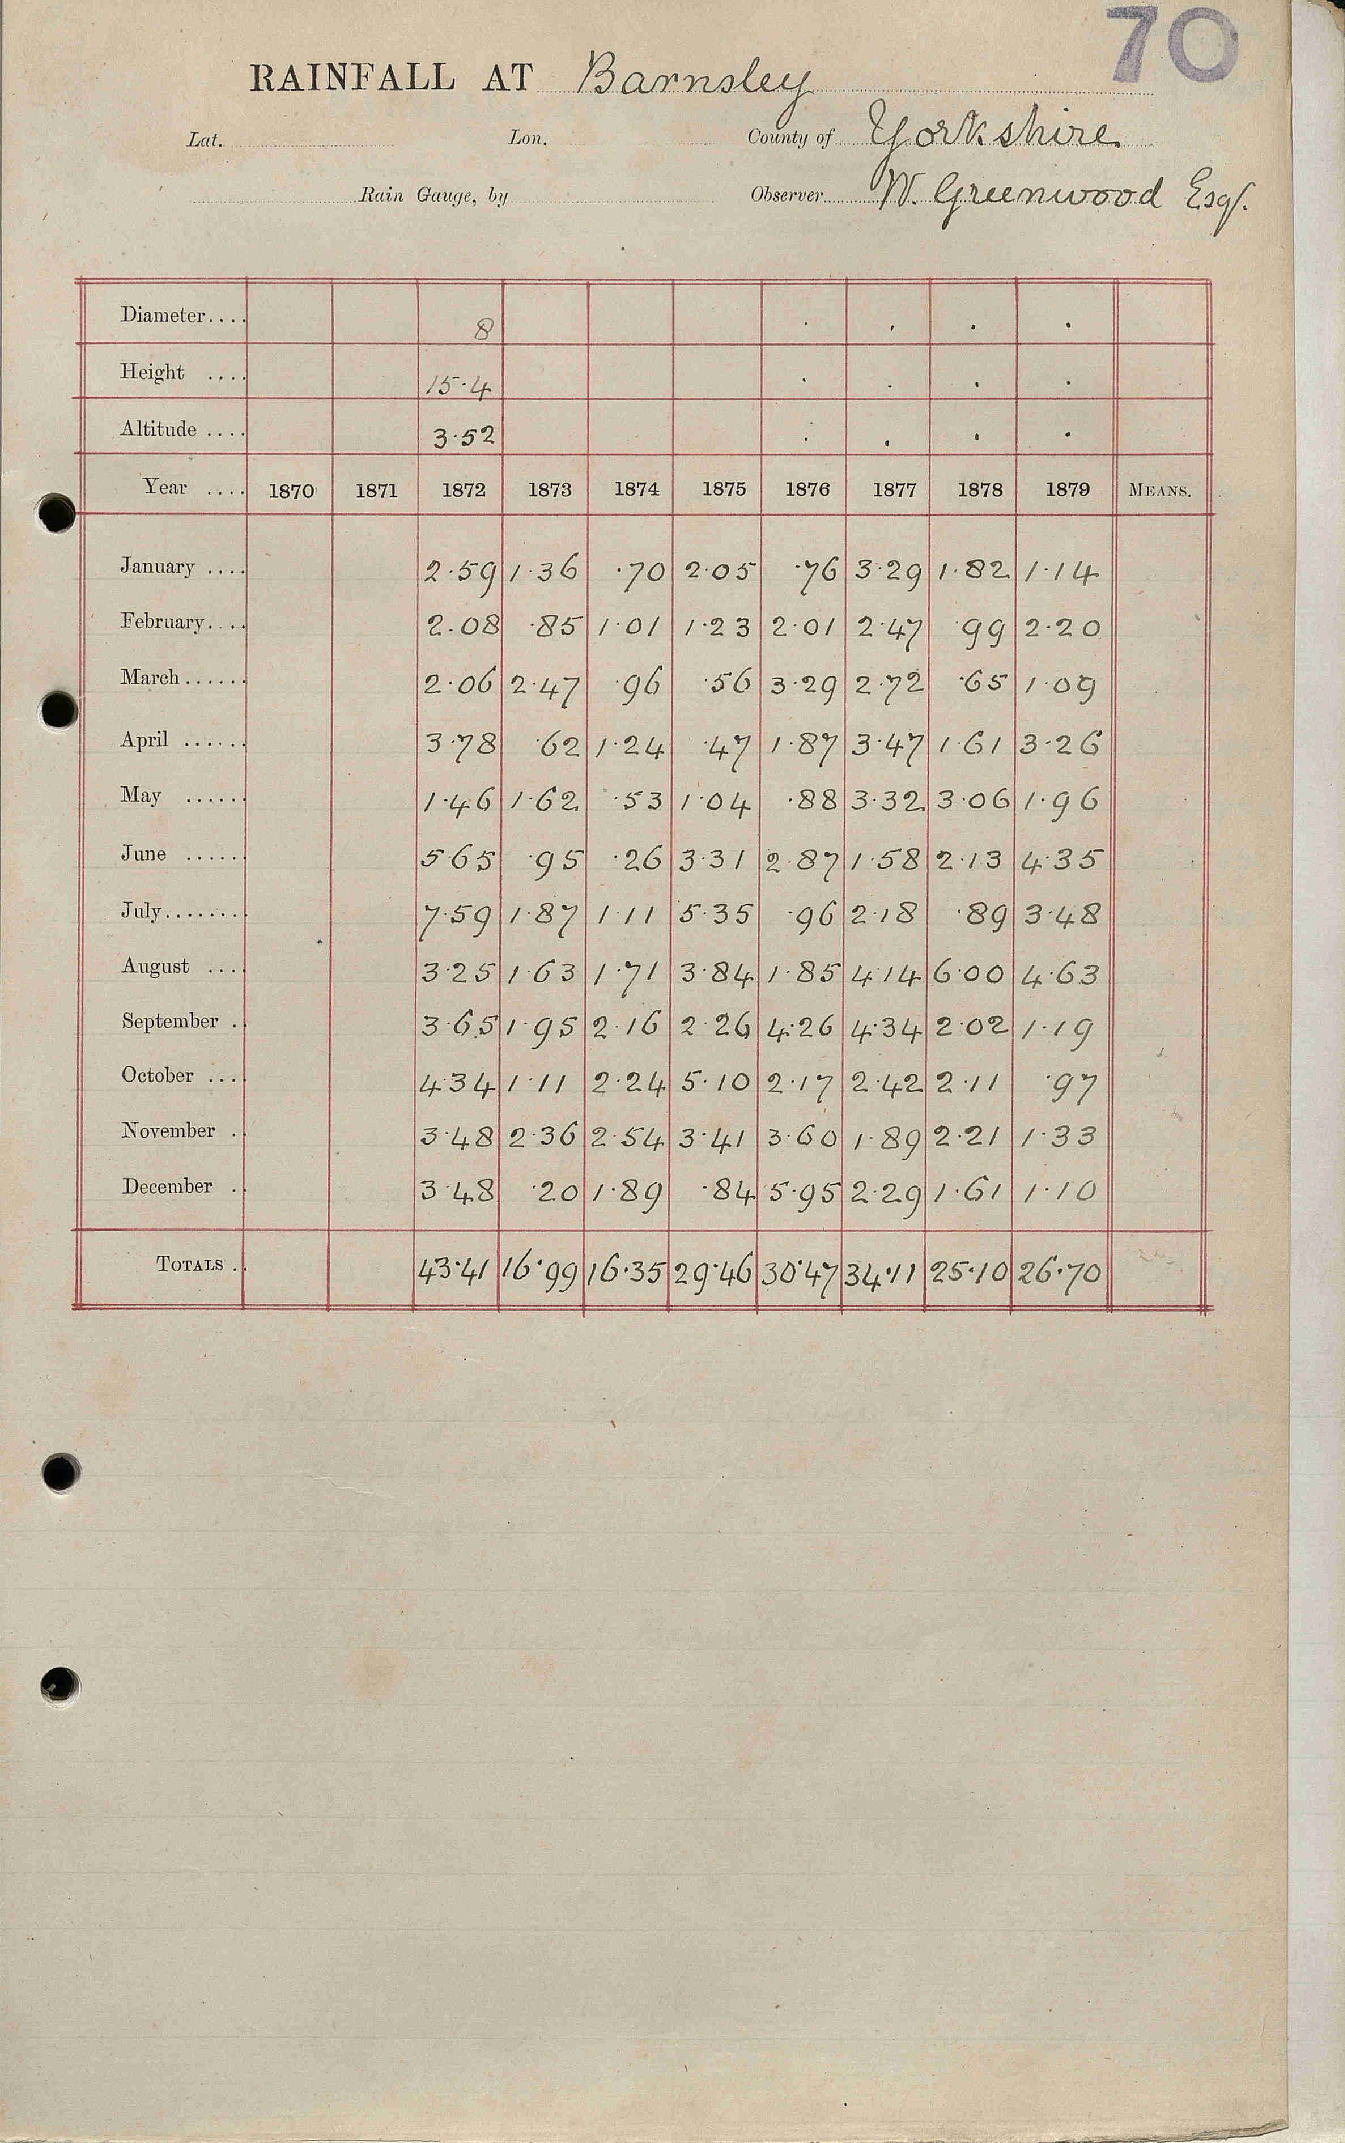 70
RAINFALL AT Barnsley
Lat. Lon. County of Yorkshire
Rain Gauge, by Observer W. Greenwood Esq.
Diameter.... 8
Height .... 15.4
Altitude .... 3.52
Year .... 1870 1871 1872 1873 1874 1875 1876 1877 1878 1879 MEANS.
January .... 2.59 1.36 .70 2.05 .76 3.29 1.82 1.14
February.... 2.08 .85 1.01 1.23 2.01 2.47 .99 2.20
March...... 2.06 2.47 .96 .56 3.29 2.72 .65 1.09
April ...... 3.78 .62 1.24 .47 1.87 3.47 1.61 3.26
May ...... 1.46 1.62 .53 1.04 .88 3.32 3.06 1.96
June ...... 5.65 .95 .26 3.31 2.87 1.58 2.13 4.35
July........ 7.59 1.87 1.11 5.35 .96 2.18 .89 3.48
August .... 3.25 1.63 1.71 3.84 1.85 4.14 6.00 4.63
September . 3.65 1.95 2.16 2.26 4.26 4.34 2.02 1.19
October .... 4.34 1.11 2.24 5.10 2.17 2.42 2.11 .97
November . 3.48 2.36 2.54 3.41 3.60 1.89 2.21 1.33
December . 3.48 .20 1.89 .84 5.95 2.29 1.61 1.10
TOTALS . 43.41 16.99 16.35 29.46 30.47 34.11 25.10 26.70